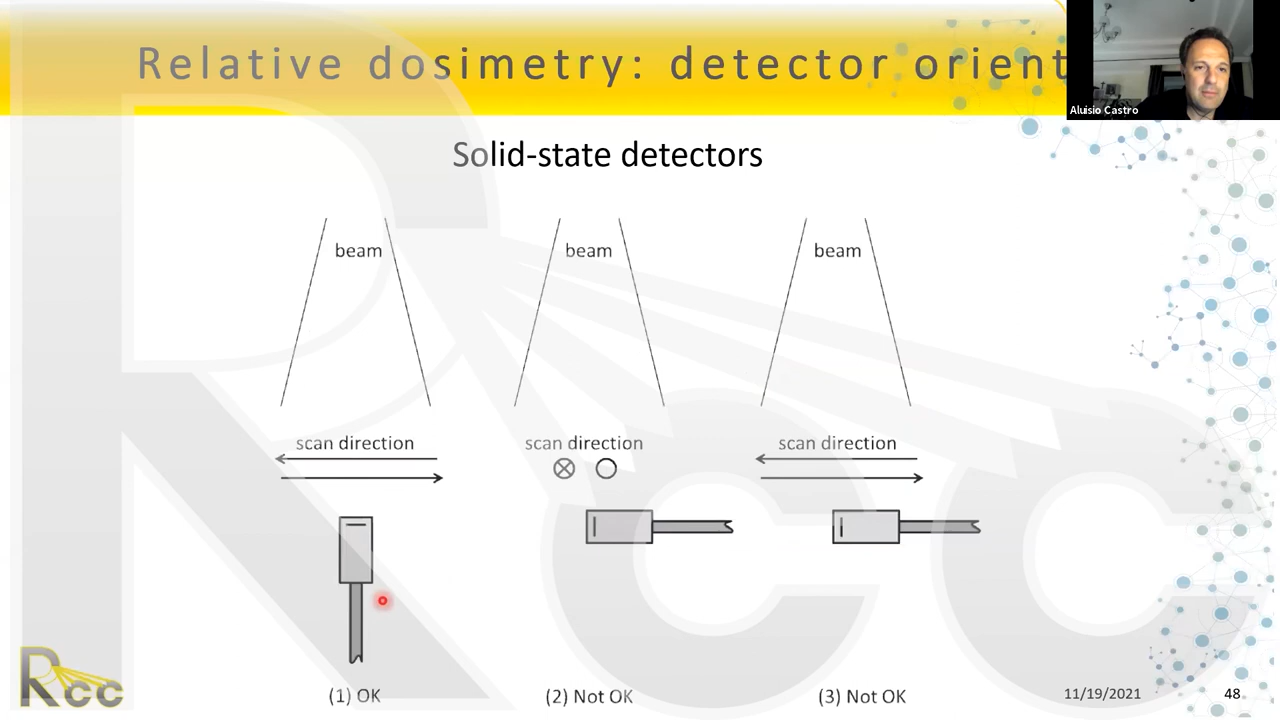 Relative dosimetry: detector orient
Aluisio Castro
Solid-state detectors
beam beam beam
scan direction scan direction scan direction
(1) OK (2) Not OK (3) Not OK
11/19/2021 48
Rcc